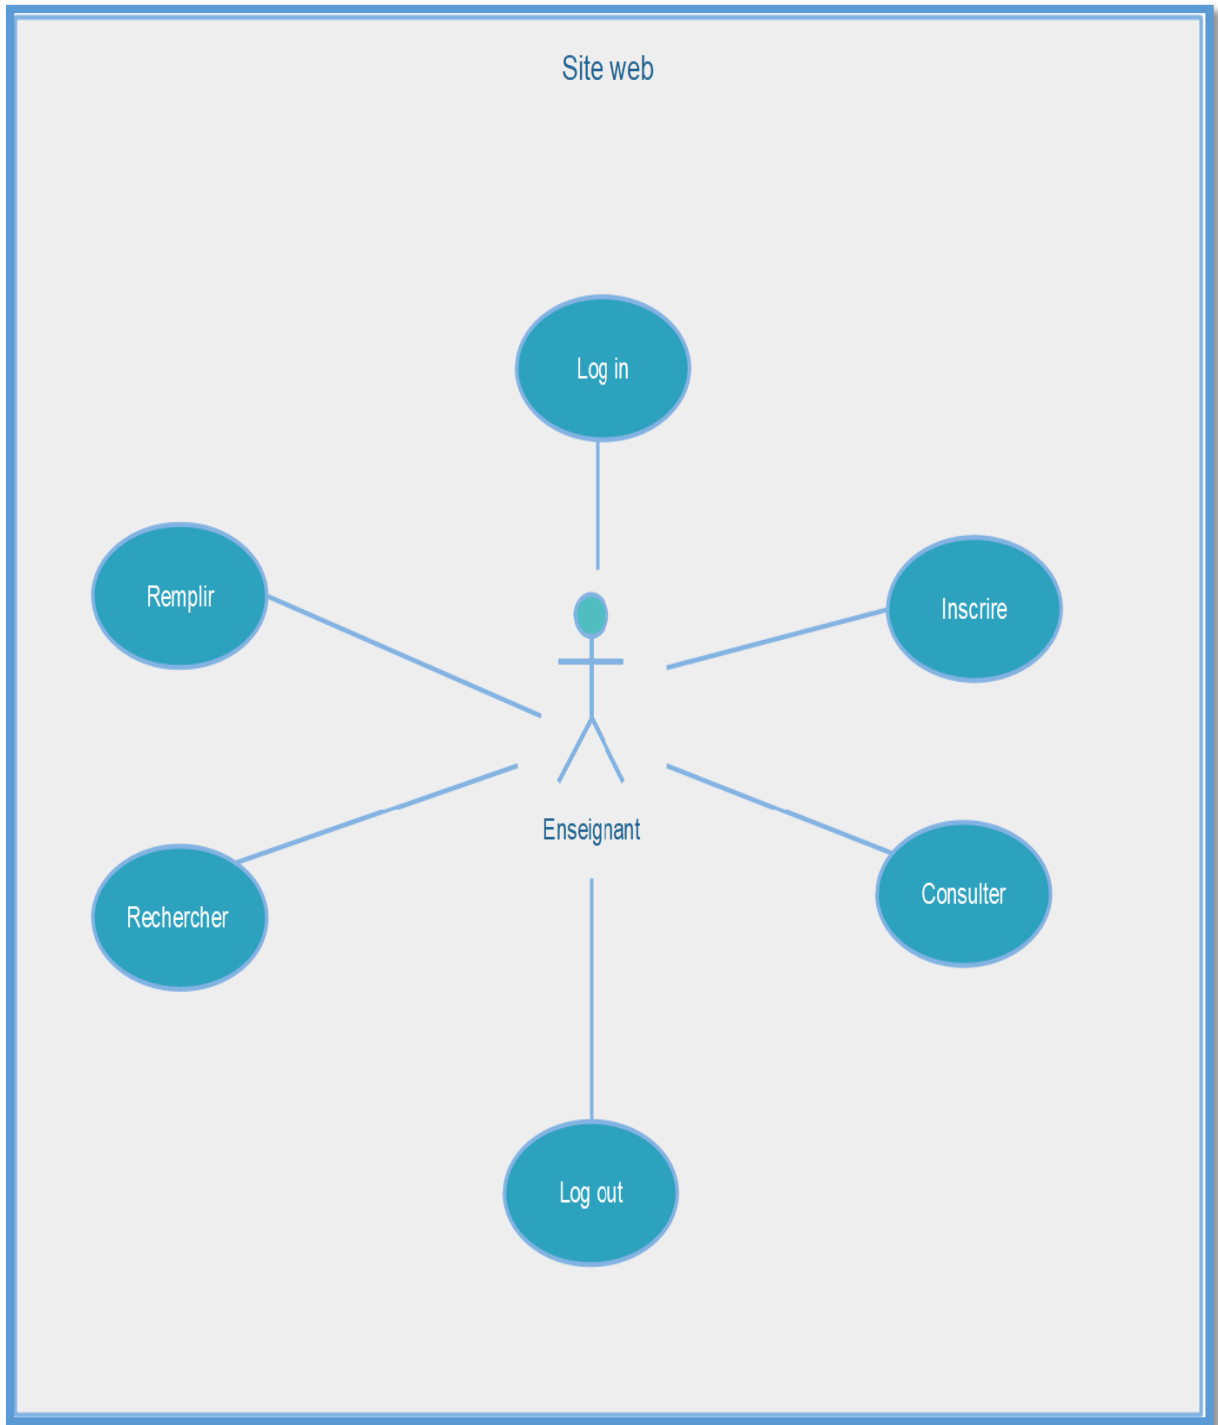 Site web
Log in
Remplir
Inscrire
Enseignant
Consulter
Rechercher
Log out